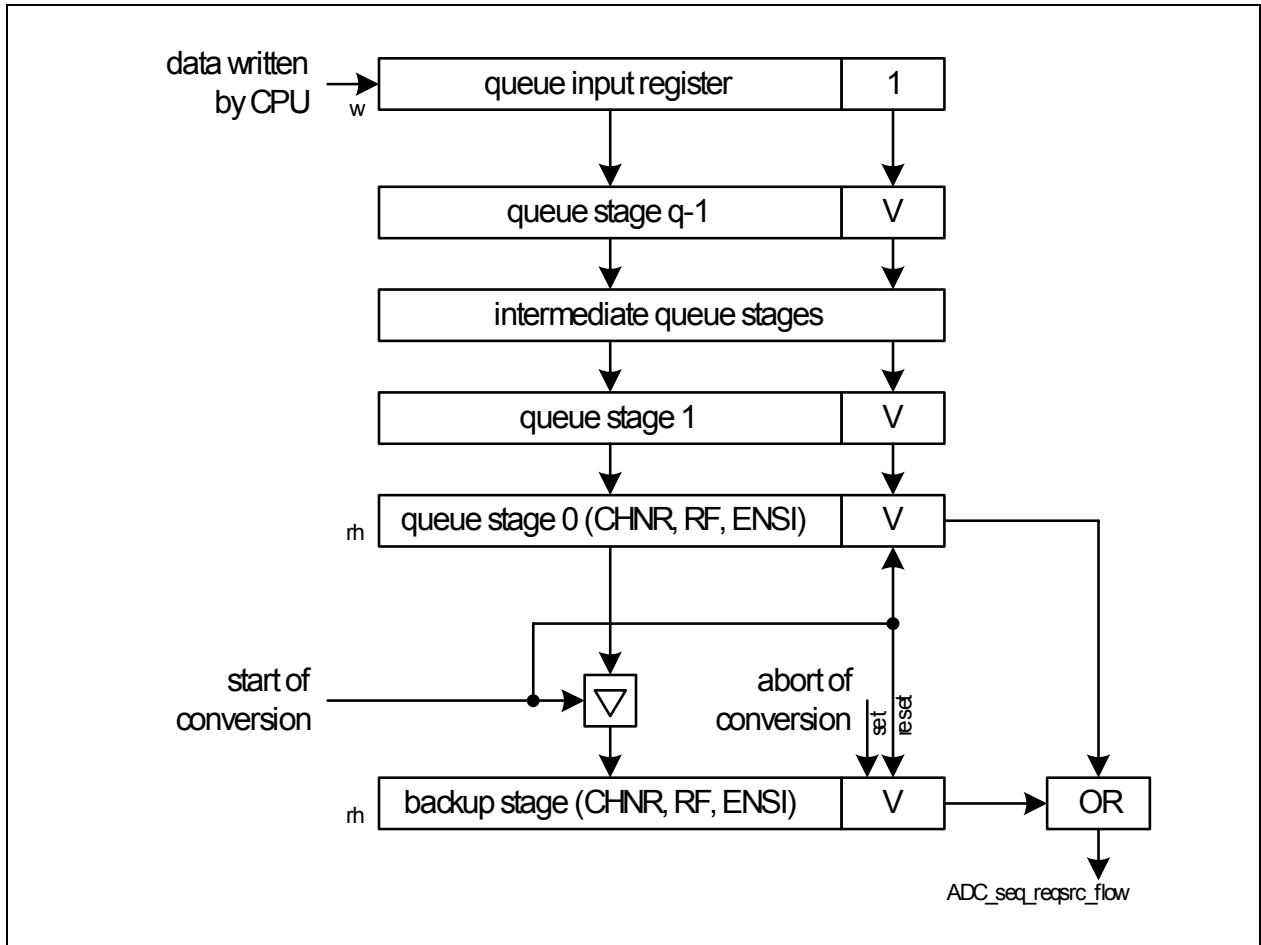 data written
by CPU
w
queue input register
1
queue stage q-1
V
intermediate queue stages
queue stage 1
V
rh
queue stage 0 (CHNR, RF, ENSI)
V
start of
conversion
abort of
conversion
set
reset
rh
backup stage (CHNR, RF, ENSI)
V
OR
ADC_seq_reqsrc_flow